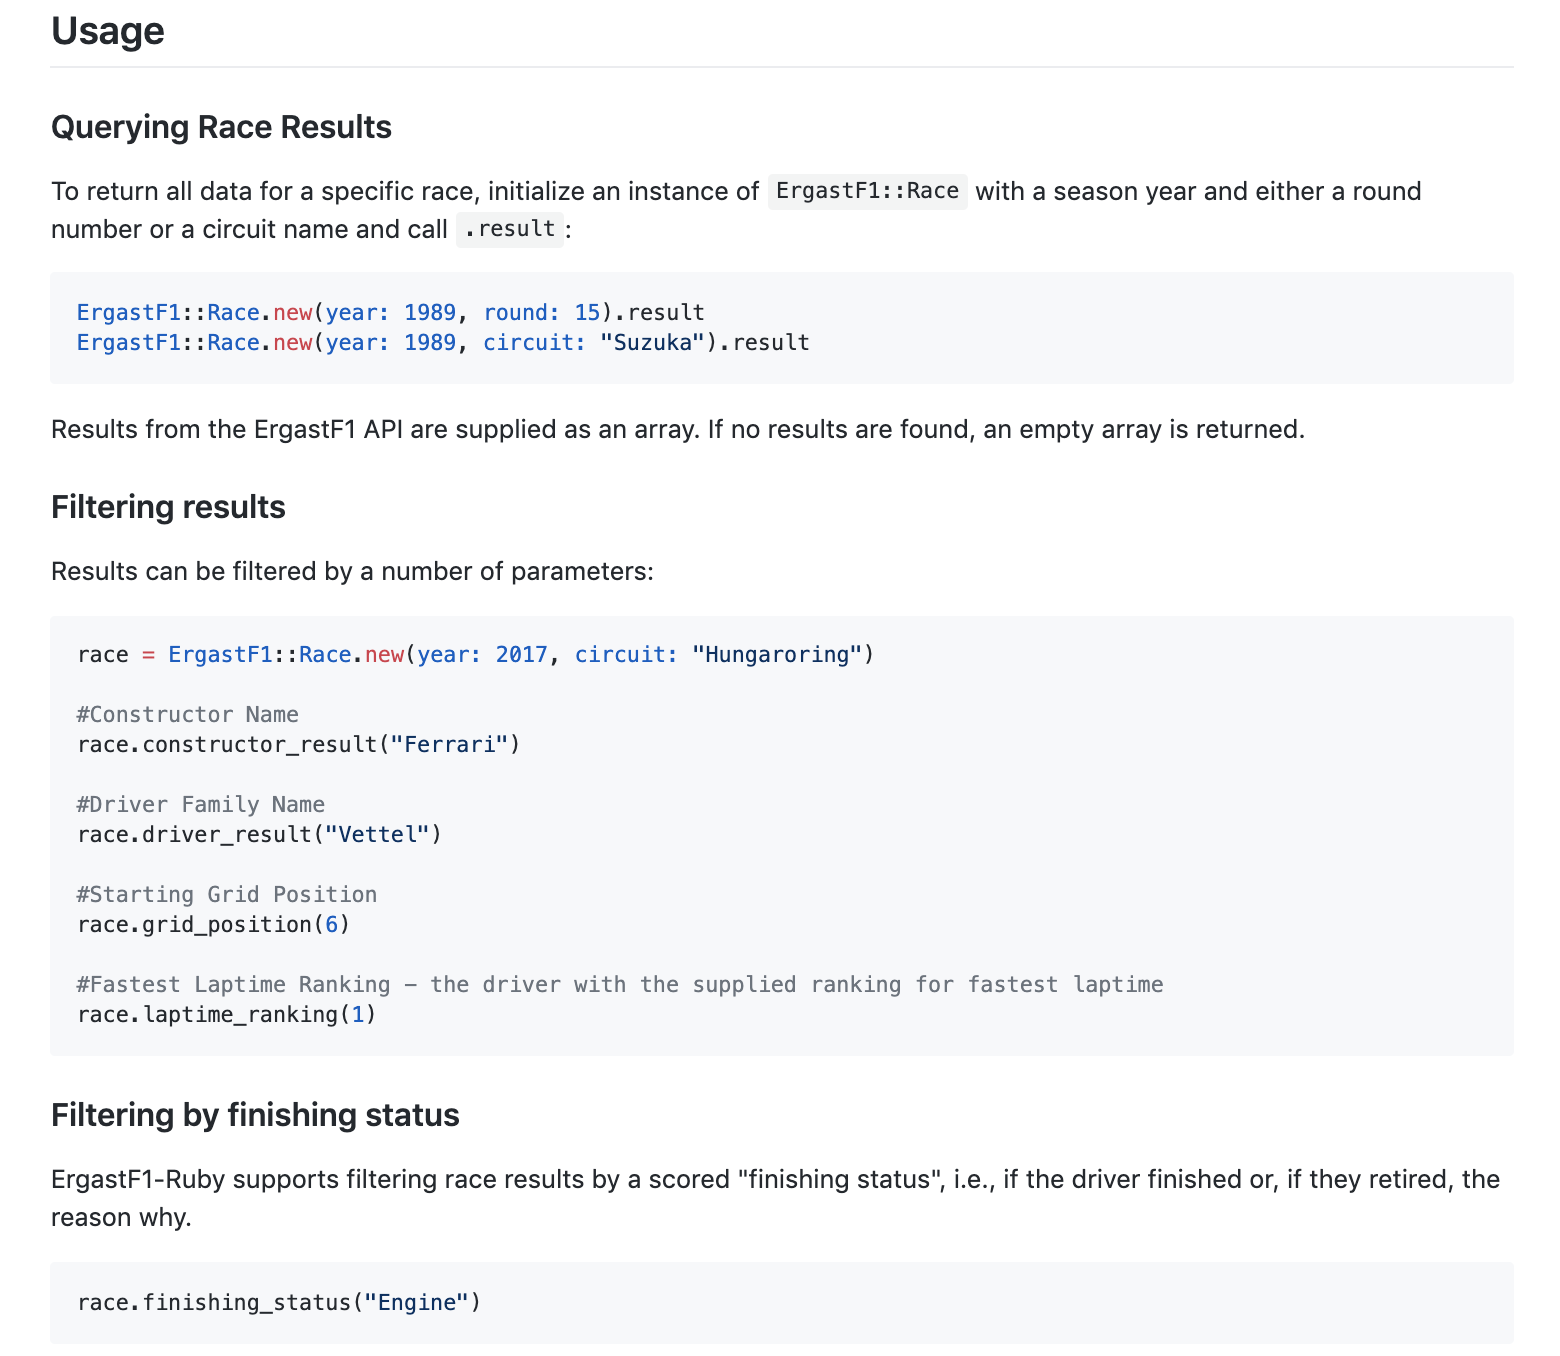 Usage
Querying Race Results
To return all data for a specific race, initialize an instance of ErgastF1::Race with a season year and either a round
number or a circuit name and call .result:
ErgastF1::Race.new(year: 1989, round: 15).result
ErgastF1::Race.new(year: 1989, circuit: "Suzuka").result
Results from the ErgastF1 API are supplied as an array. If no results are found, an empty array is returned.
Filtering results
Results can be filtered by a number of parameters:
race = ErgastF1::Race.new(year: 2017, circuit: "Hungaroring")
#Constructor Name
race.constructor_result("Ferrari")
#Driver Family Name
race.driver_result("Vettel")
#Starting Grid Position
race.grid_position(6)
#Fastest Laptime Ranking – the driver with the supplied ranking for fastest laptime
race.laptime_ranking(1)
Filtering by finishing status
ErgastF1-Ruby supports filtering race results by a scored "finishing status", i.e., if the driver finished or, if they retired, the
reason why.
race.finishing_status("Engine")